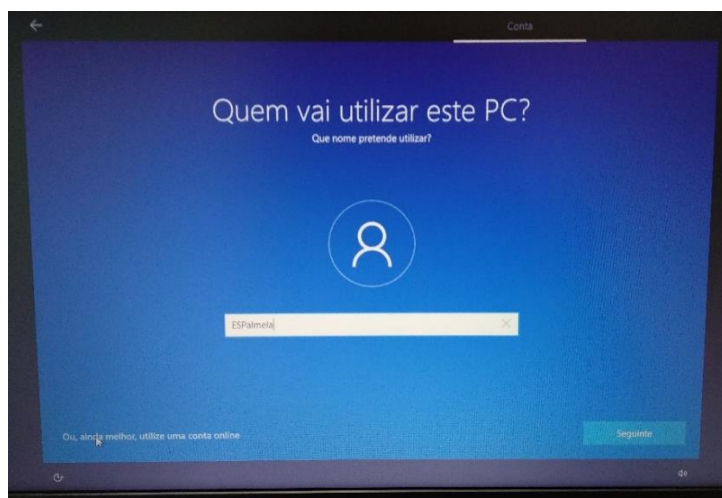 Conta
Quem vai utilizar este PC?
Que nome pretende utilizar?
ESPalmela
Ou, ainda melhor, utilize uma conta online
Seguinte